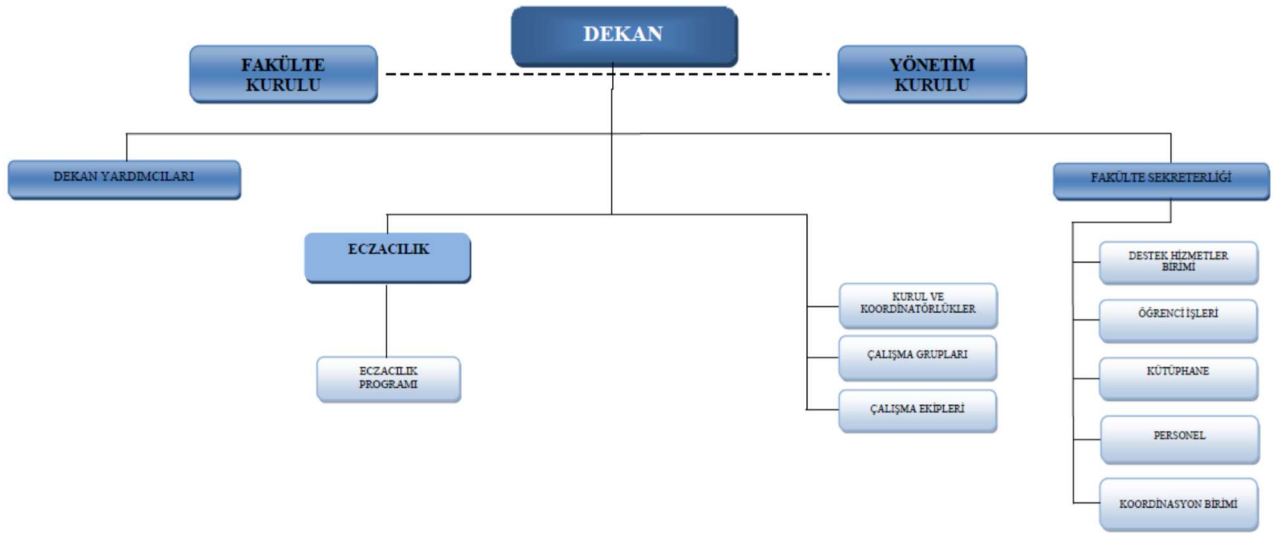 DEKAN
FAKÜLTE
KURULU
YÖNETİM
KURULU
DEKAN YARDIMCILARI
FAKÜLTE SEKRETERLİĞİ
ECZACILIK
ECZACILIK
PROGRAMI
KURUL VE
KOORDİNATÖRLÜKLER
ÇALIŞMA GRUPLARI
ÇALIŞMA EKİPLERİ
DESTEK HİZMETLER
BİRİMİ
ÖĞRENCİ İŞLERİ
KÜTÜPHANE
PERSONEL
KOORDİNASYON BİRİMİ